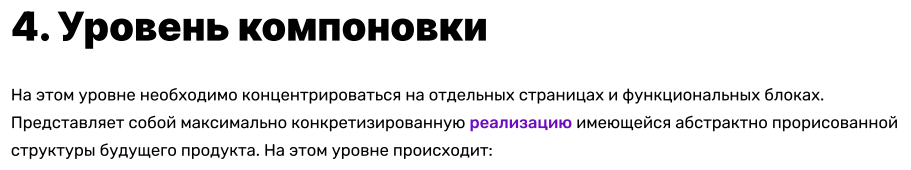 4. Уровень компоновки
На этом уровне необходимо концентрироваться на отдельных страницах и функциональных блоках.
Представляет собой максимально конкретизированную реализацию имеющейся абстрактно прорисованной
структуры будущего продукта. На этом уровне происходит: